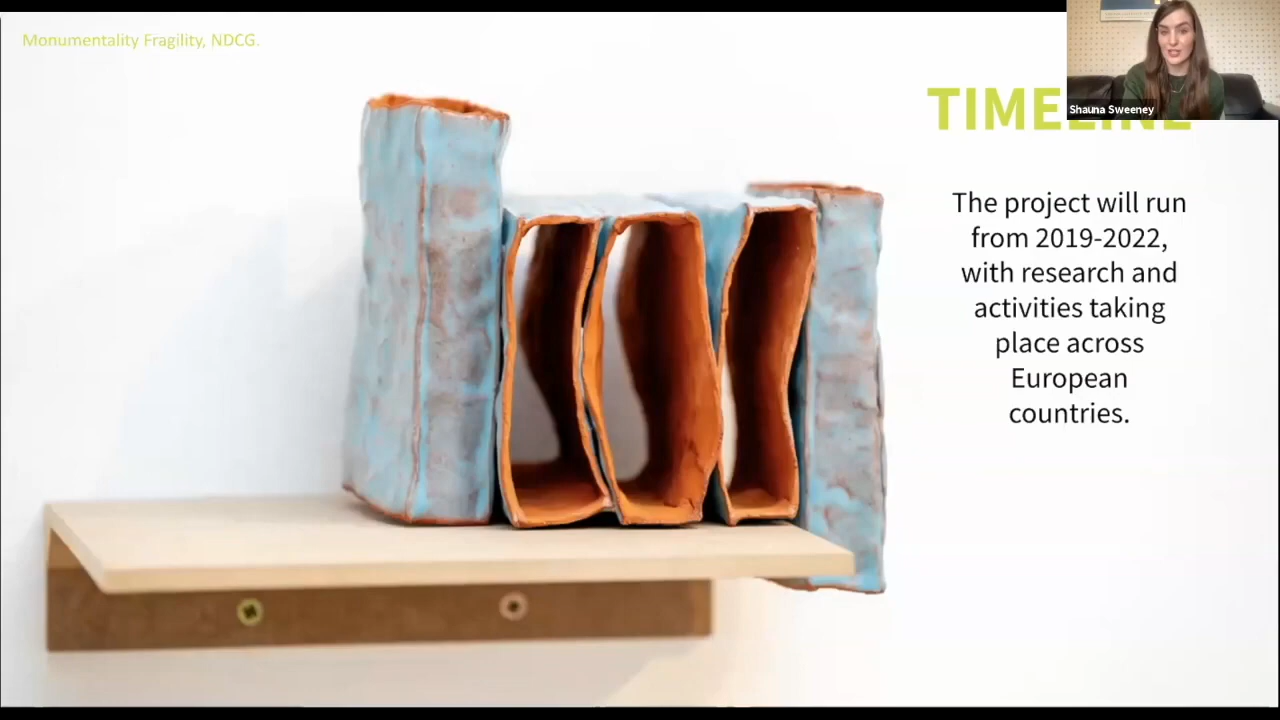 Monumentality Fragility, NDCG.
TIMELINE
Shauna Sweeney
The project will run
from 2019-2022,
with research and
activities taking
place across
European
countries.